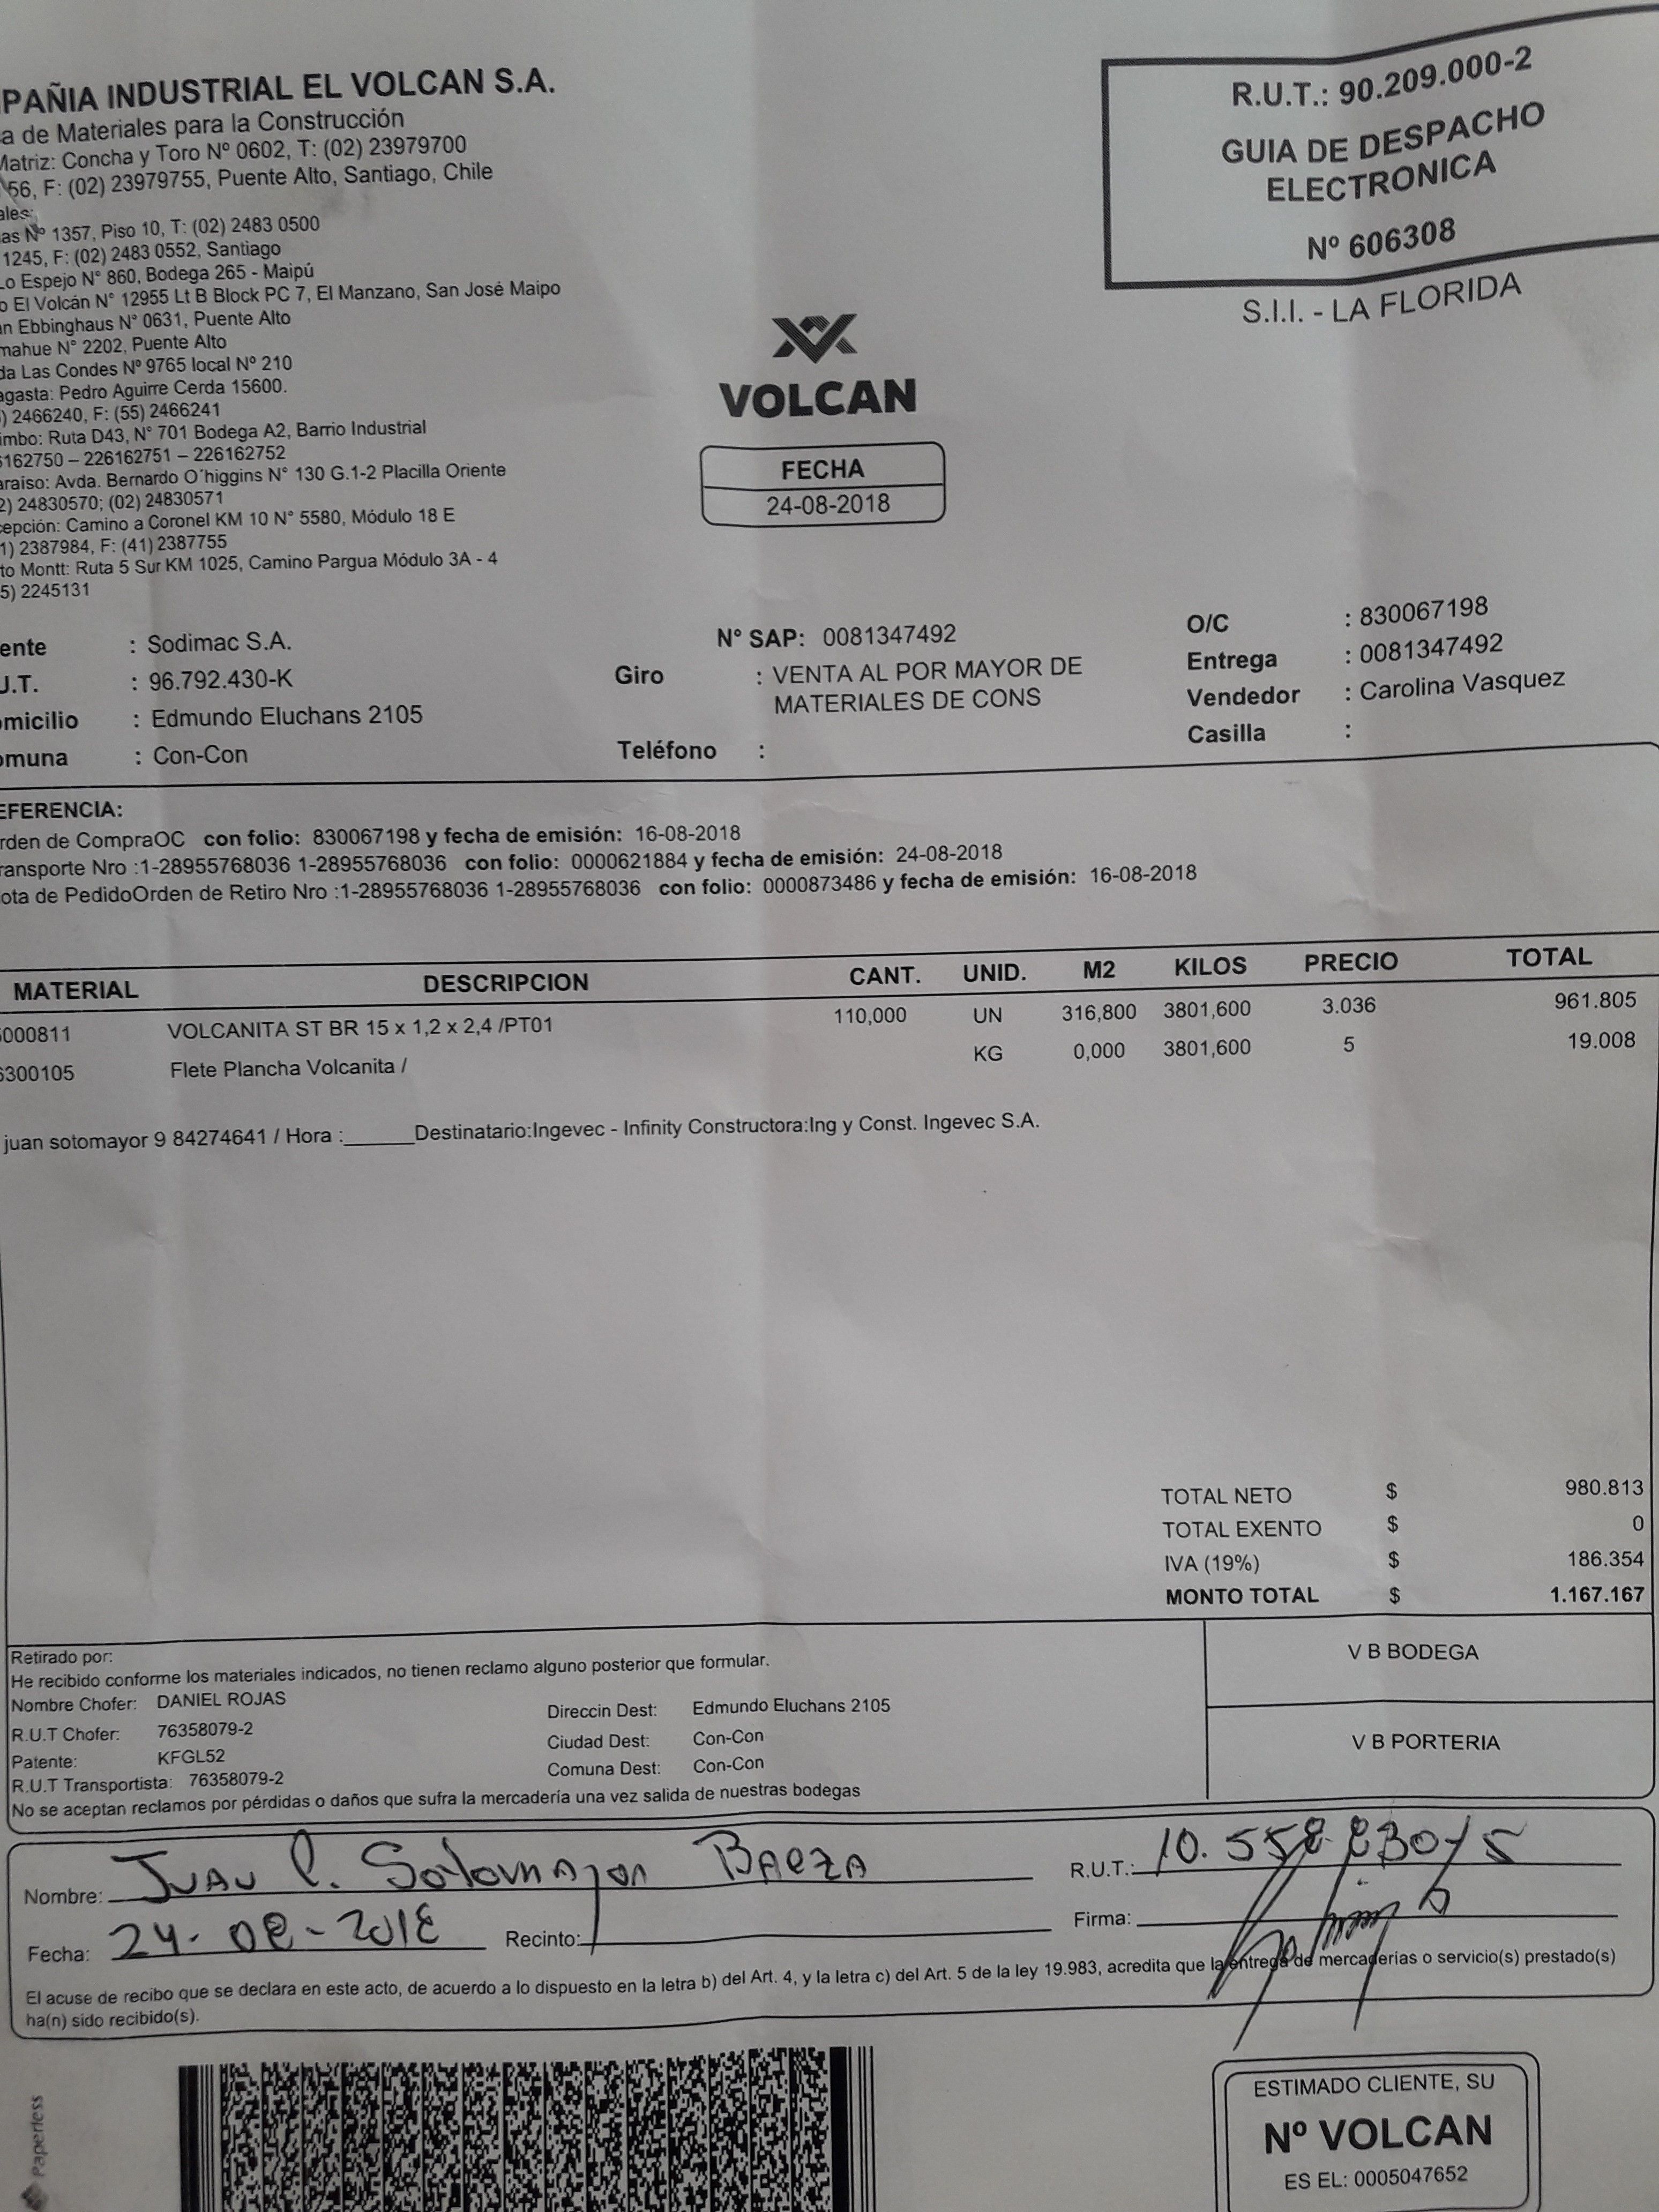 PAÑIA INDUSTRIAL EL VOLCAN S.A.
a de Materiales para la Construcción
Matriz: Concha y Toro Nº 0602, T: (02) 23979700
56, F: (02) 23979755, Puente Alto, Santiago, Chile
ales:
as Nº 1357, Piso 10, T: (02) 2483 0500
1245, F: (02) 2483 0552, Santiago
Lo Espejo N° 860, Bodega 265 - Maipú
o El Volcán N° 12955 Lt B Block PC 7, El Manzano, San José Maipo
an Ebbinghaus N° 0631, Puente Alto
mahue N° 2202, Puente Alto
da Las Condes Nº 9765 local Nº 210
agasta: Pedro Aguirre Cerda 15600.
) 2466240, F: (55) 2466241
imbo: Ruta D43, N° 701 Bodega A2, Barrio Industrial
6162750 – 226162751 – 226162752
araíso: Avda. Bernardo O´higgins N° 130 G.1-2 Placilla Oriente
2) 24830570; (02) 24830571
cepción: Camino a Coronel KM 10 N° 5580, Módulo 18 E
1) 2387984, F: (41) 2387755
to Montt: Ruta 5 Sur KM 1025, Camino Pargua Módulo 3A - 4
5) 2245131
R.U.T.: 90.209.000-2
GUIA DE DESPACHO
ELECTRONICA
Nº 606308
S.I.I. - LA FLORIDA
VOLCAN
FECHA
24-08-2018
ente : Sodimac S.A.
U.T. : 96.792.430-K
omicilio : Edmundo Eluchans 2105
omuna : Con-Con
N° SAP: 0081347492
Giro : VENTA AL POR MAYOR DE
MATERIALES DE CONS
Teléfono :
O/C : 830067198
Entrega : 0081347492
Vendedor : Carolina Vasquez
Casilla :
EFERENCIA:
rden de CompraOC con folio: 830067198 y fecha de emisión: 16-08-2018
ransporte Nro :1-28955768036 1-28955768036 con folio: 0000621884 y fecha de emisión: 24-08-2018
ota de PedidoOrden de Retiro Nro :1-28955768036 1-28955768036 con folio: 0000873486 y fecha de emisión: 16-08-2018
MATERIAL DESCRIPCION CANT. UNID. M2 KILOS PRECIO TOTAL
000811 VOLCANITA ST BR 15 x 1,2 x 2,4 /PT01 110,000 UN 316,800 3801,600 3.036 961.805
6300105 Flete Plancha Volcanita / KG 0,000 3801,600 5 19.008
juan sotomayor 9 84274641 / Hora :______Destinatario:Ingevec - Infinity Constructora:Ing y Const. Ingevec S.A.
TOTAL NETO $ 980.813
TOTAL EXENTO $ 0
IVA (19%) $ 186.354
MONTO TOTAL $ 1.167.167
Retirado por:
He recibido conforme los materiales indicados, no tienen reclamo alguno posterior que formular.
Nombre Chofer: DANIEL ROJAS
R.U.T Chofer: 76358079-2
Patente: KFGL52
R.U.T Transportista: 76358079-2
Direccin Dest: Edmundo Eluchans 2105
Ciudad Dest: Con-Con
Comuna Dest: Con-Con
No se aceptan reclamos por pérdidas o daños que sufra la mercadería una vez salida de nuestras bodegas
V B BODEGA
V B PORTERIA
Nombre: Juan C. Sotomayor Baeza
R.U.T.: 10.558.830-5
Fecha: 24-08-2018 Recinto:
Firma:
El acuse de recibo que se declara en este acto, de acuerdo a lo dispuesto en la letra b) del Art. 4, y la letra c) del Art. 5 de la ley 19.983, acredita que la entrega de mercaderías o servicio(s) prestado(s)
ha(n) sido recibido(s).
Paperless
ESTIMADO CLIENTE, SU
Nº VOLCAN
ES EL: 0005047652